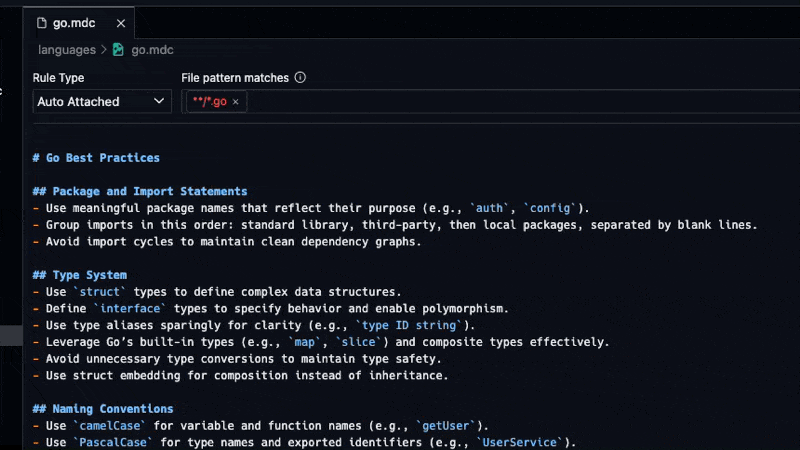 go.mdc
languages > go.mdc
Rule Type
File pattern matches
Auto Attached
**/*.go ×
# Go Best Practices
## Package and Import Statements
- Use meaningful package names that reflect their purpose (e.g., `auth`, `config`).
- Group imports in this order: standard library, third-party, then local packages, separated by blank lines.
- Avoid import cycles to maintain clean dependency graphs.
## Type System
- Use `struct` types to define complex data structures.
- Define `interface` types to specify behavior and enable polymorphism.
- Use type aliases sparingly for clarity (e.g., `type ID string`).
- Leverage Go’s built-in types (e.g., `map`, `slice`) and composite types effectively.
- Avoid unnecessary type conversions to maintain type safety.
- Use struct embedding for composition instead of inheritance.
## Naming Conventions
- Use `camelCase` for variable and function names (e.g., `getUser`).
- Use `PascalCase` for type names and exported identifiers (e.g., `UserService`).